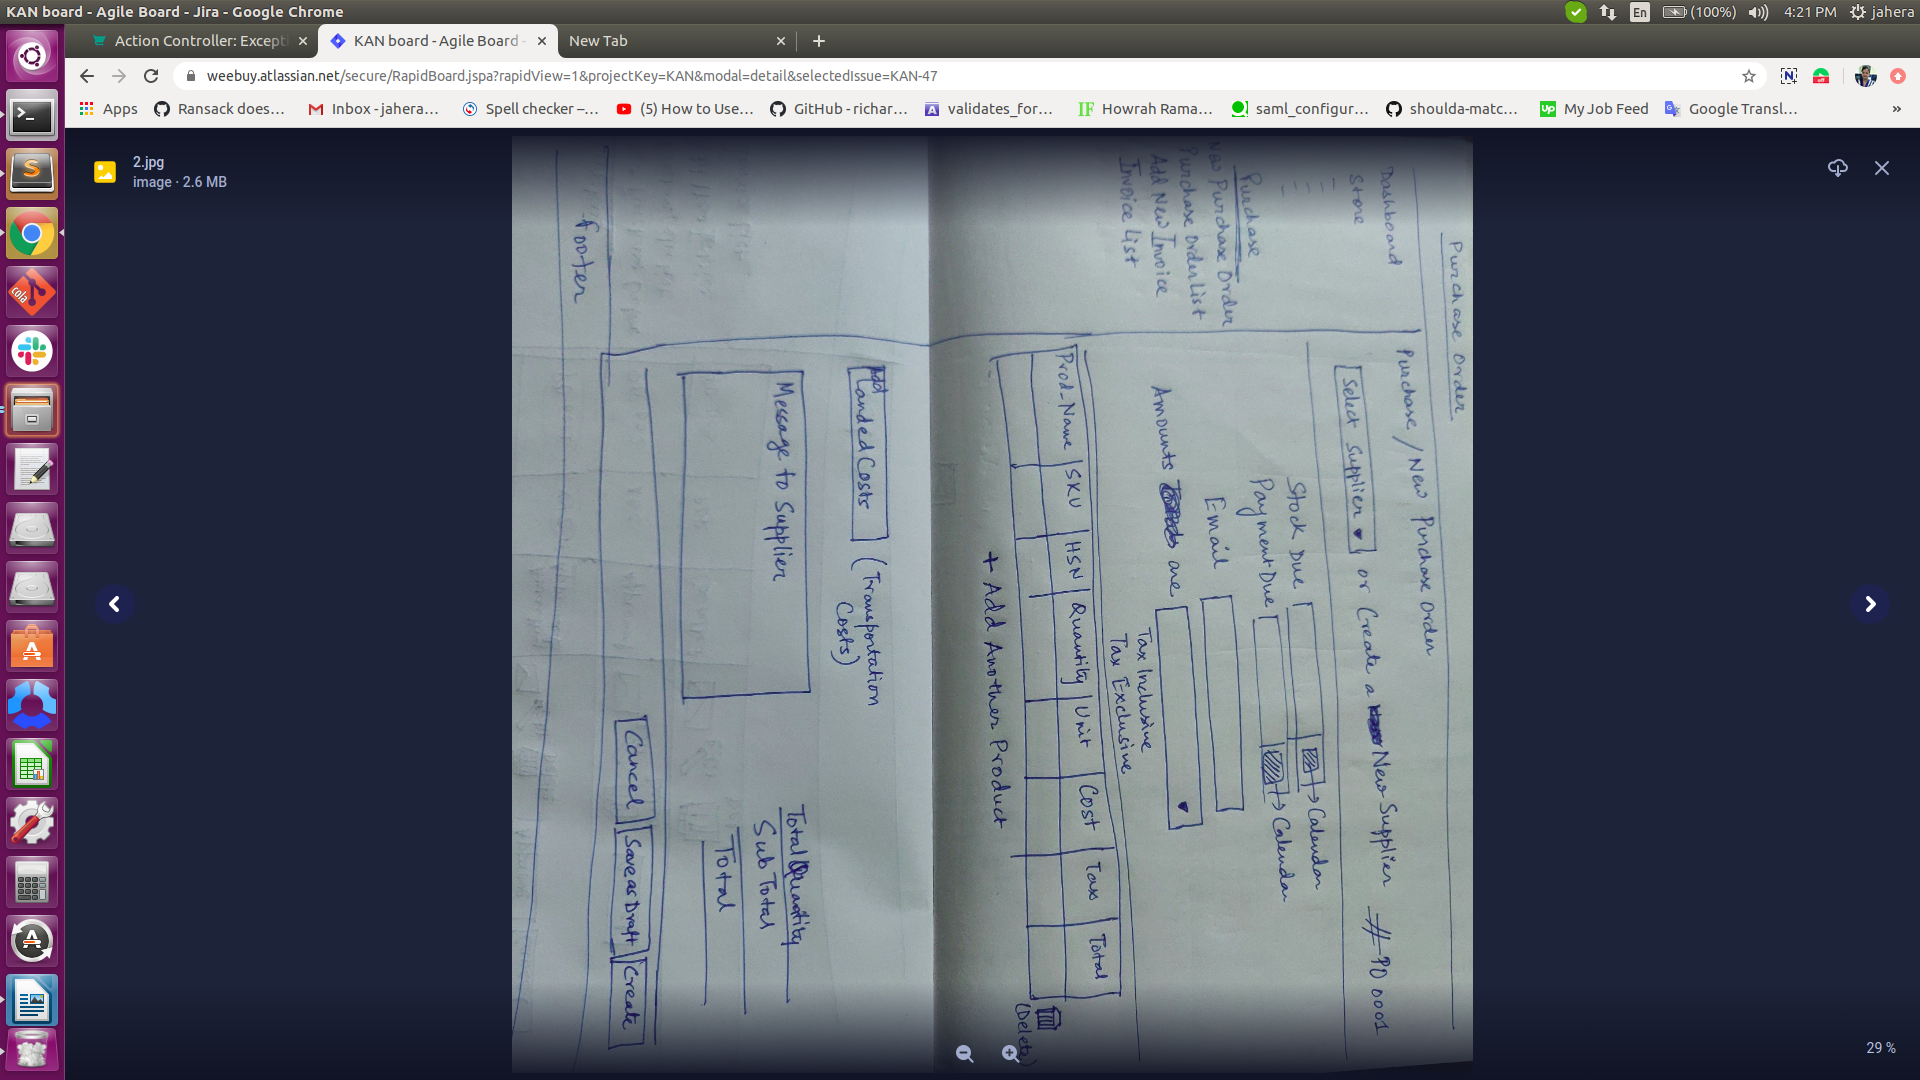 KAN board - Agile Board - Jira - Google Chrome
En
(100%)
4:21 PM
jahera
Action Controller: Except
KAN board - Agile Board -
New Tab
weebuy.atlassian.net/secure/RapidBoard.jspa?rapidView=1&projectKey=KAN&modal=detail&selectedIssue=KAN-47
Apps
Ransack does...
Inbox - jahera...
Spell checker –...
(5) How to Use...
GitHub - richar...
validates_for...
Howrah Rama...
saml_configur...
shoulda-matc...
My Job Feed
Google Transl...
»
2.jpg
image · 2.6 MB
Purchase Order
Dashboard
Store
Purchase
New Purchase Order
Purchase Order List
Add New Invoice
Invoice List
Purchase / New Purchase Order
Select Supplier or Create a New Supplier # PO 0001
Stock Due → Calendar
Payment Due → Calendar
Email
Amounts are
Tax Inclusive
Tax Exclusive
Prod_Name SKU HSN Quantity Unit Cost Tax Total
(Delete)
+ Add Another Product
Add Landed Costs (Transportation Costs)
Message to Supplier
Total Quantity
Sub Total
Total
Cancel Save as Draft Create
footer
29 %